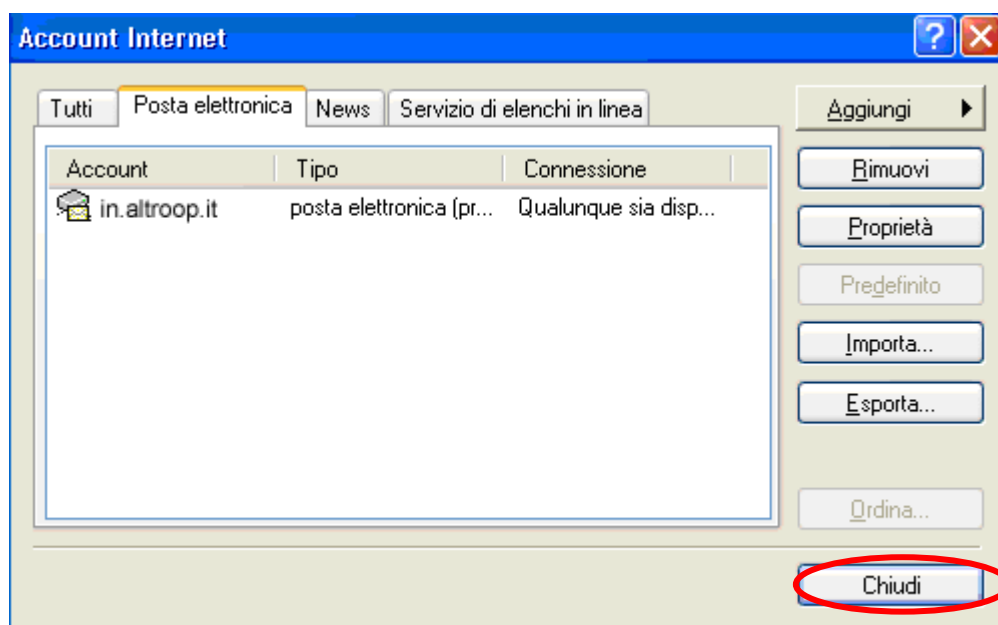 Account Internet
Tutti Posta elettronica News Servizio di elenchi in linea
Aggiungi
Account Tipo Connessione
Rimuovi
in.altroop.it posta elettronica (pr... Qualunque sia disp...
Proprietà
Predefinito
Importa...
Esporta...
Ordina...
Chiudi